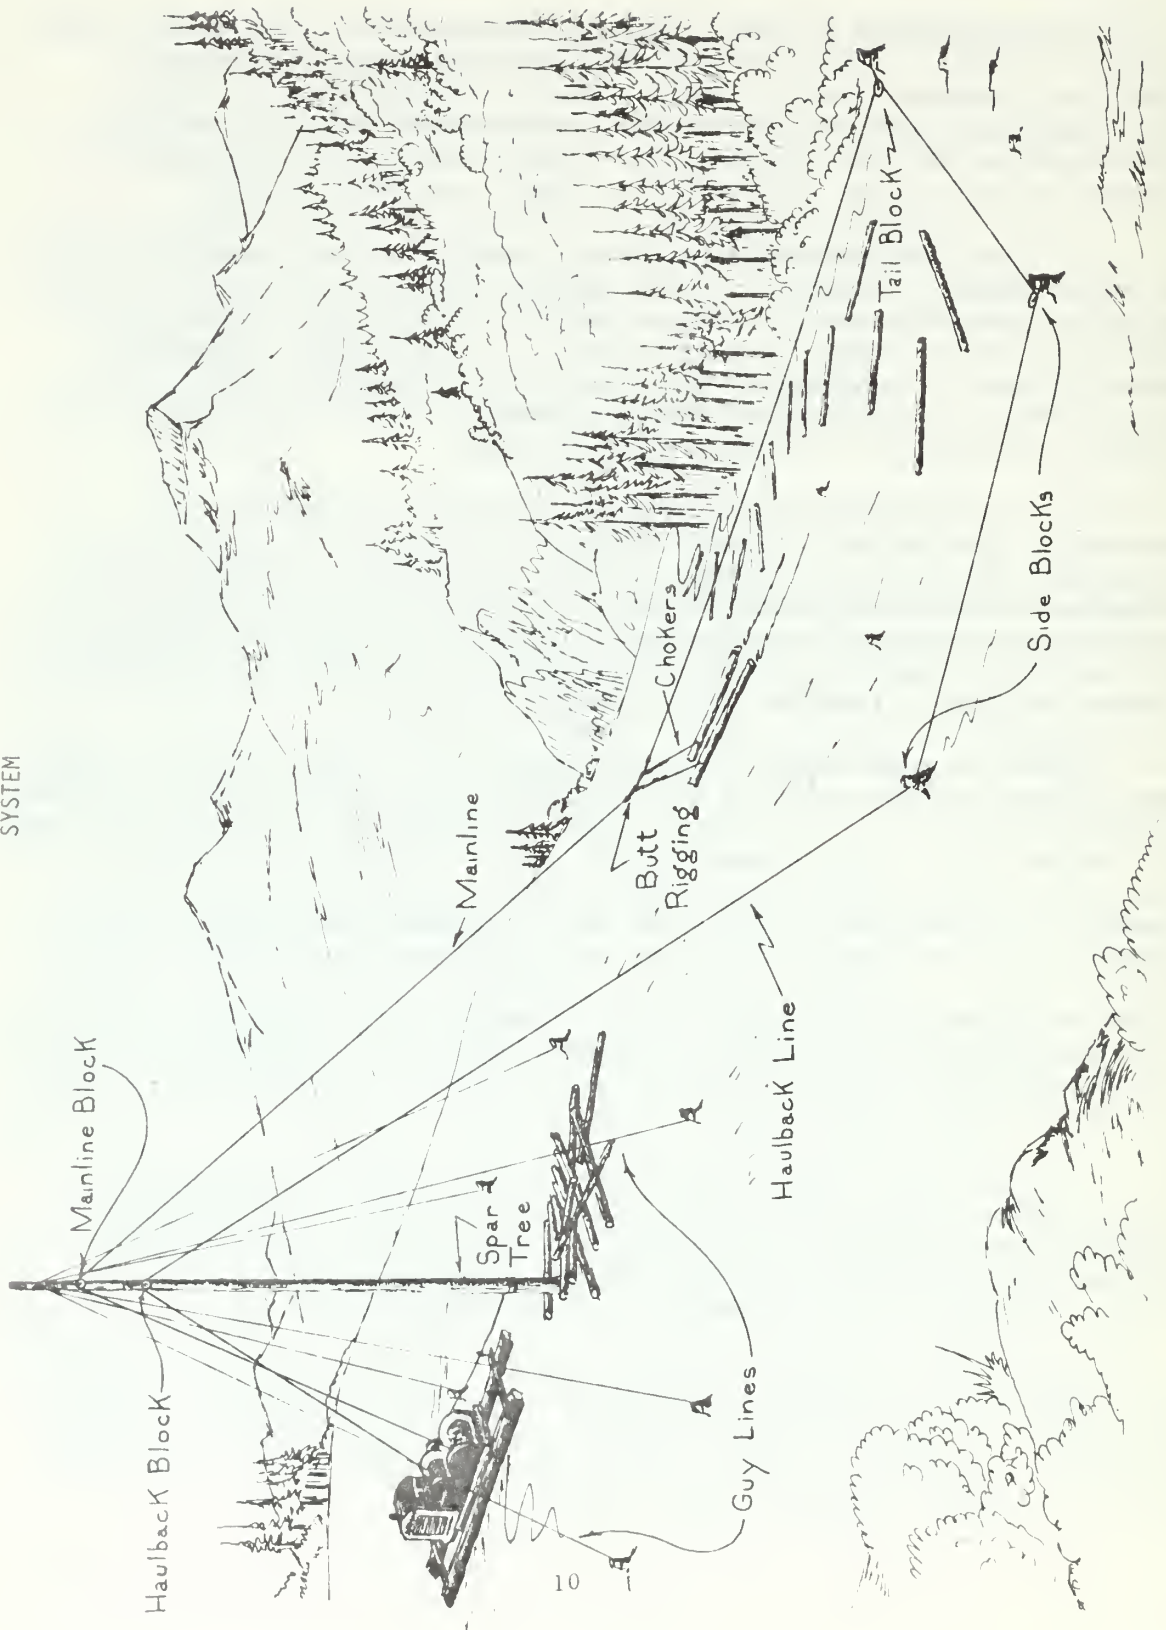 SYSTEM
Mainline Block
Haulback Block
Mainline
Spar
Tree
Butt
Rigging
Chokers
Tail Block
Haulback Line
Side Blocks
Guy Lines
10